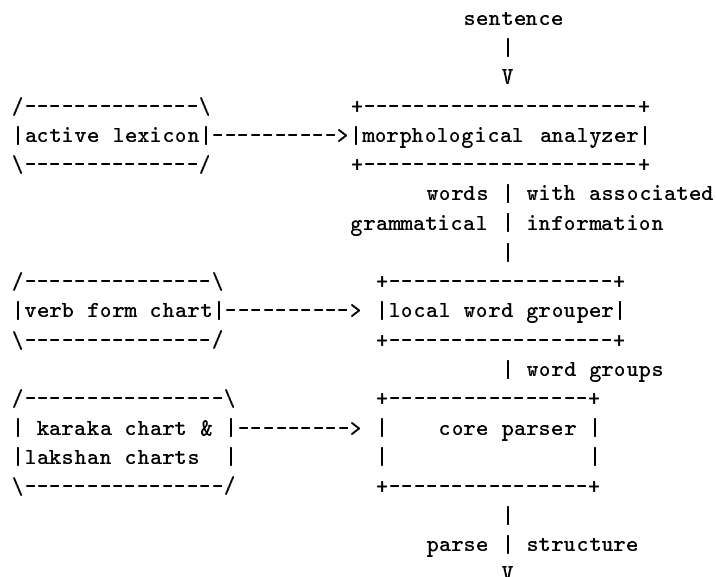 sentence
|
V
/--------------\ +----------------------+
|active lexicon|---------->|morphological analyzer|
\--------------/ +----------------------+
words | with associated
grammatical | information
|
/---------------\ +------------------+
|verb form chart|----------> |local word grouper|
\---------------/ +------------------+
| word groups
/----------------\ +----------------+
| karaka chart & |----------> | core parser |
|lakshan charts | | |
\----------------/ +----------------+
|
parse | structure
V